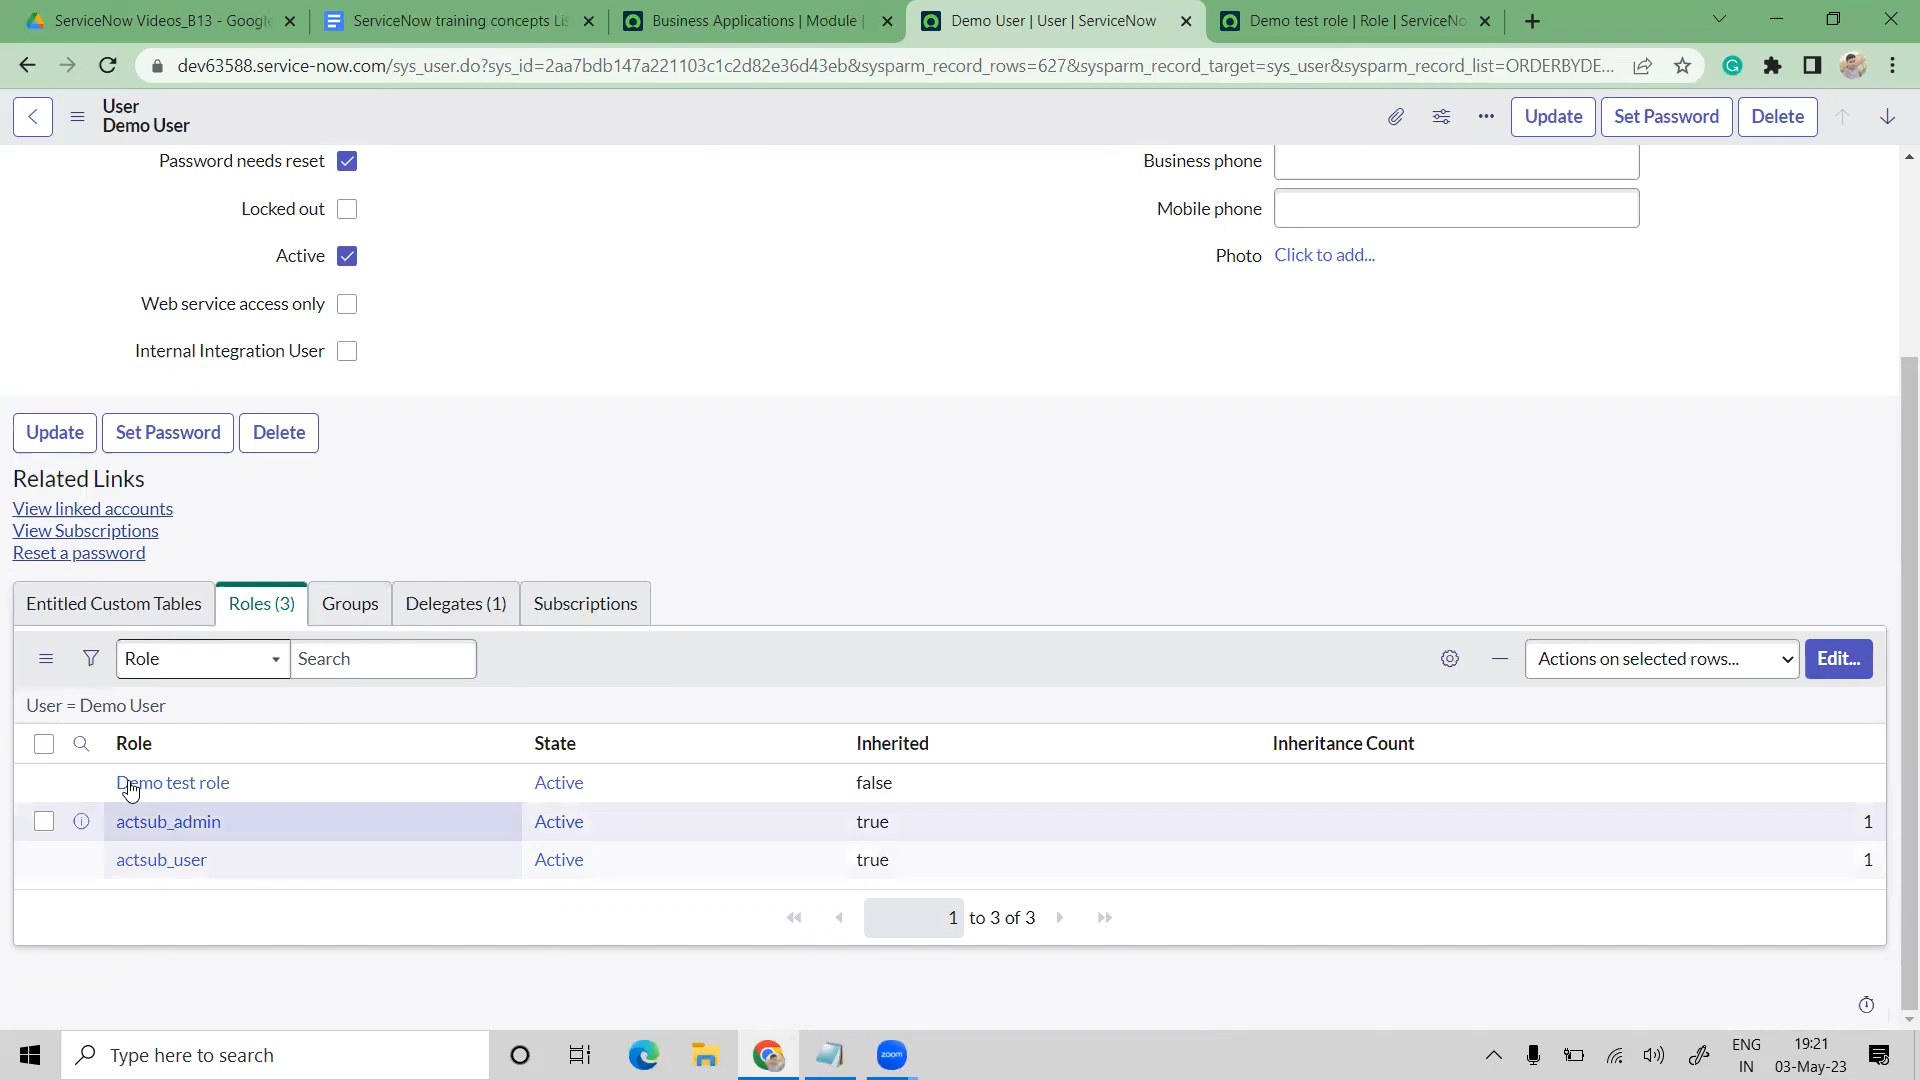 ServiceNow Videos_B13 - Google
ServiceNow training concepts Lis
Business Applications | Module |
Demo User | User | ServiceNow
Demo test role | Role | ServiceNo
dev63588.service-now.com/sys_user.do?sys_id=2aa7bdb147a221103c1c2d82e36d43eb&sysparm_record_rows=627&sysparm_record_target=sys_user&sysparm_record_list=ORDERBYDE...
User
Demo User
Update
Set Password
Delete
Password needs reset
Business phone
Locked out
Mobile phone
Active
Photo
Click to add...
Web service access only
Internal Integration User
Update
Set Password
Delete
Related Links
View linked accounts
View Subscriptions
Reset a password
Entitled Custom Tables
Roles (3)
Groups
Delegates (1)
Subscriptions
Role
Search
Actions on selected rows...
Edit...
User = Demo User
Role
State
Inherited
Inheritance Count
Demo test role
Active
false
actsub_admin
Active
true
1
actsub_user
Active
true
1
1 to 3 of 3
Type here to search
zoom
ENG
IN
19:21
03-May-23